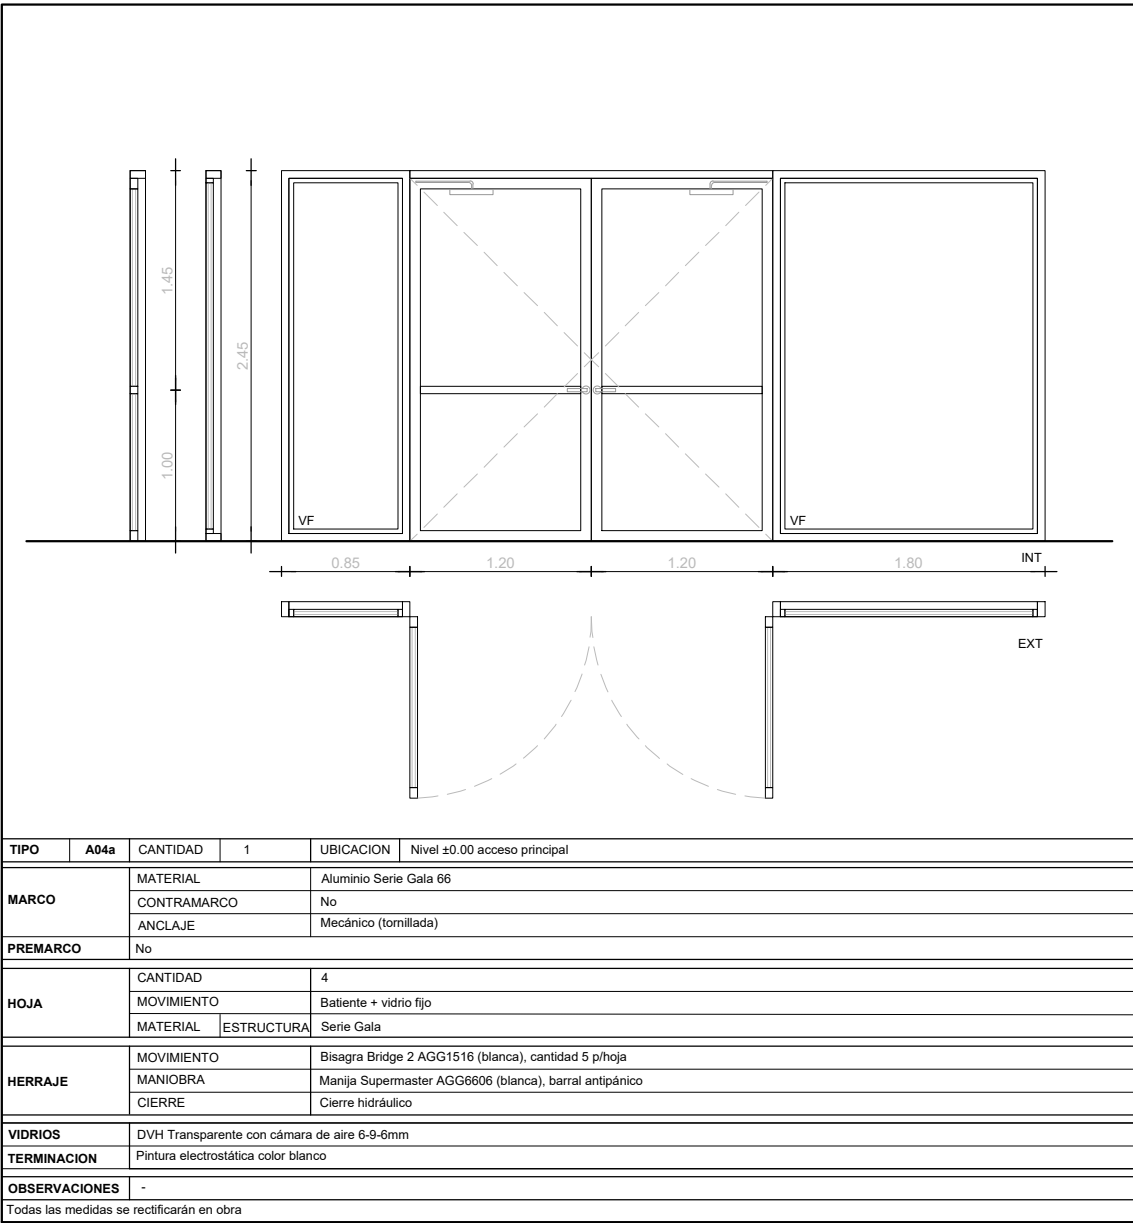 1.45
2.45
1.00
VF
VF
0.85
1.20
1.20
1.80
INT
EXT
TIPO A04a CANTIDAD 1 UBICACION Nivel ±0.00 acceso principal
MARCO
MATERIAL Aluminio Serie Gala 66
CONTRAMARCO No
ANCLAJE Mecánico (tornillada)
PREMARCO No
HOJA
CANTIDAD 4
MOVIMIENTO Batiente + vidrio fijo
MATERIAL ESTRUCTURA Serie Gala
HERRAJE
MOVIMIENTO Bisagra Bridge 2 AGG1516 (blanca), cantidad 5 p/hoja
MANIOBRA Manija Supermaster AGG6606 (blanca), barral antipánico
CIERRE Cierre hidráulico
VIDRIOS DVH Transparente con cámara de aire 6-9-6mm
TERMINACION Pintura electrostática color blanco
OBSERVACIONES -
Todas las medidas se rectificarán en obra